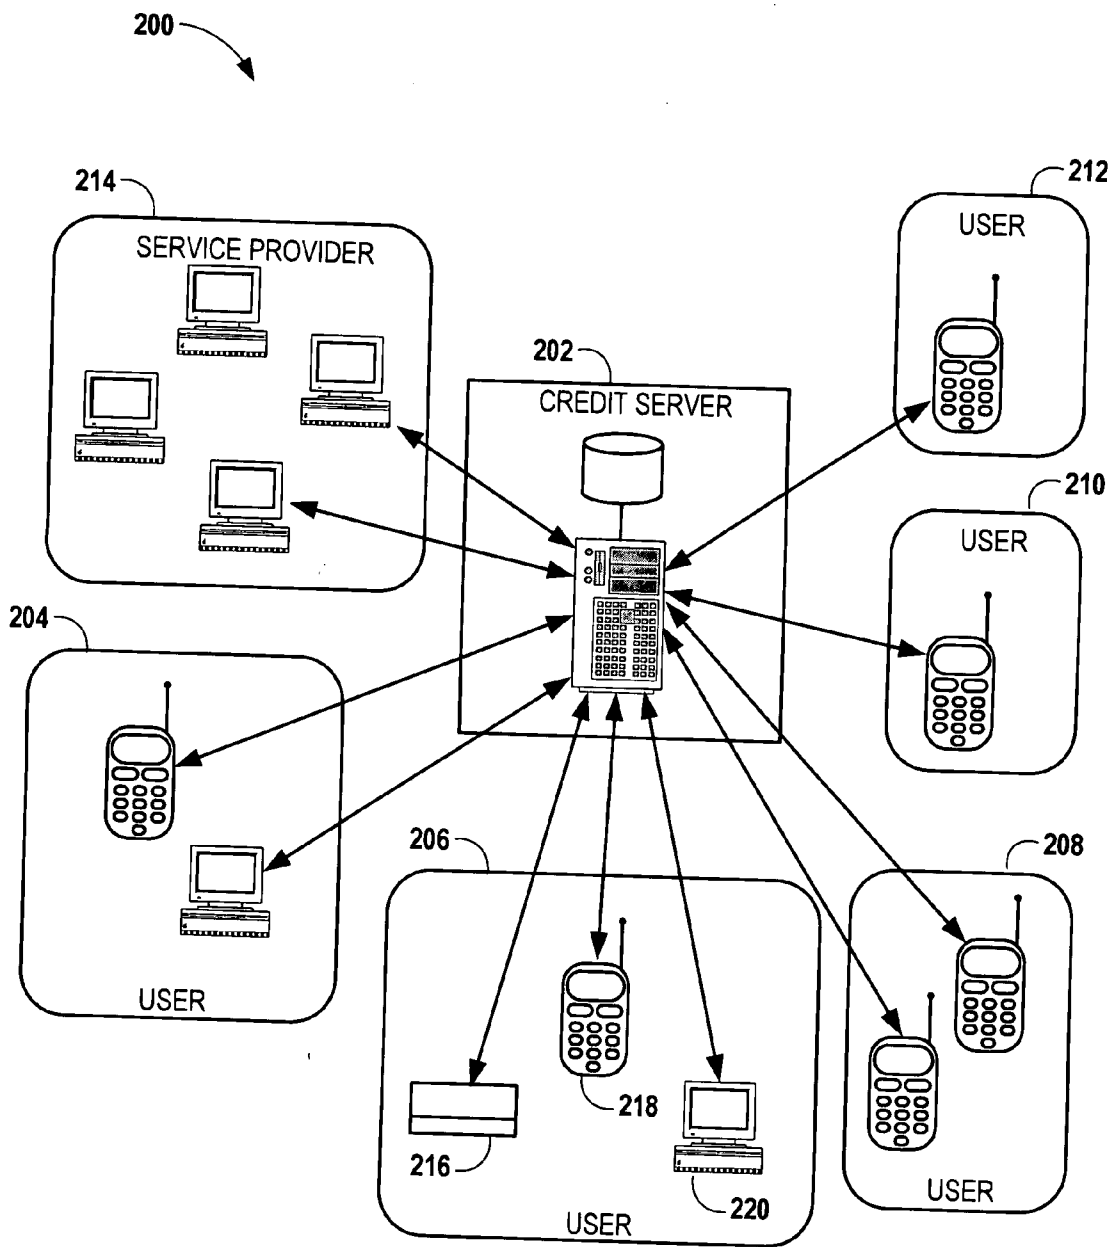 200
214
SERVICE PROVIDER
212
USER
202
CREDIT SERVER
210
USER
204
USER
206
218
216
220
USER
208
USER